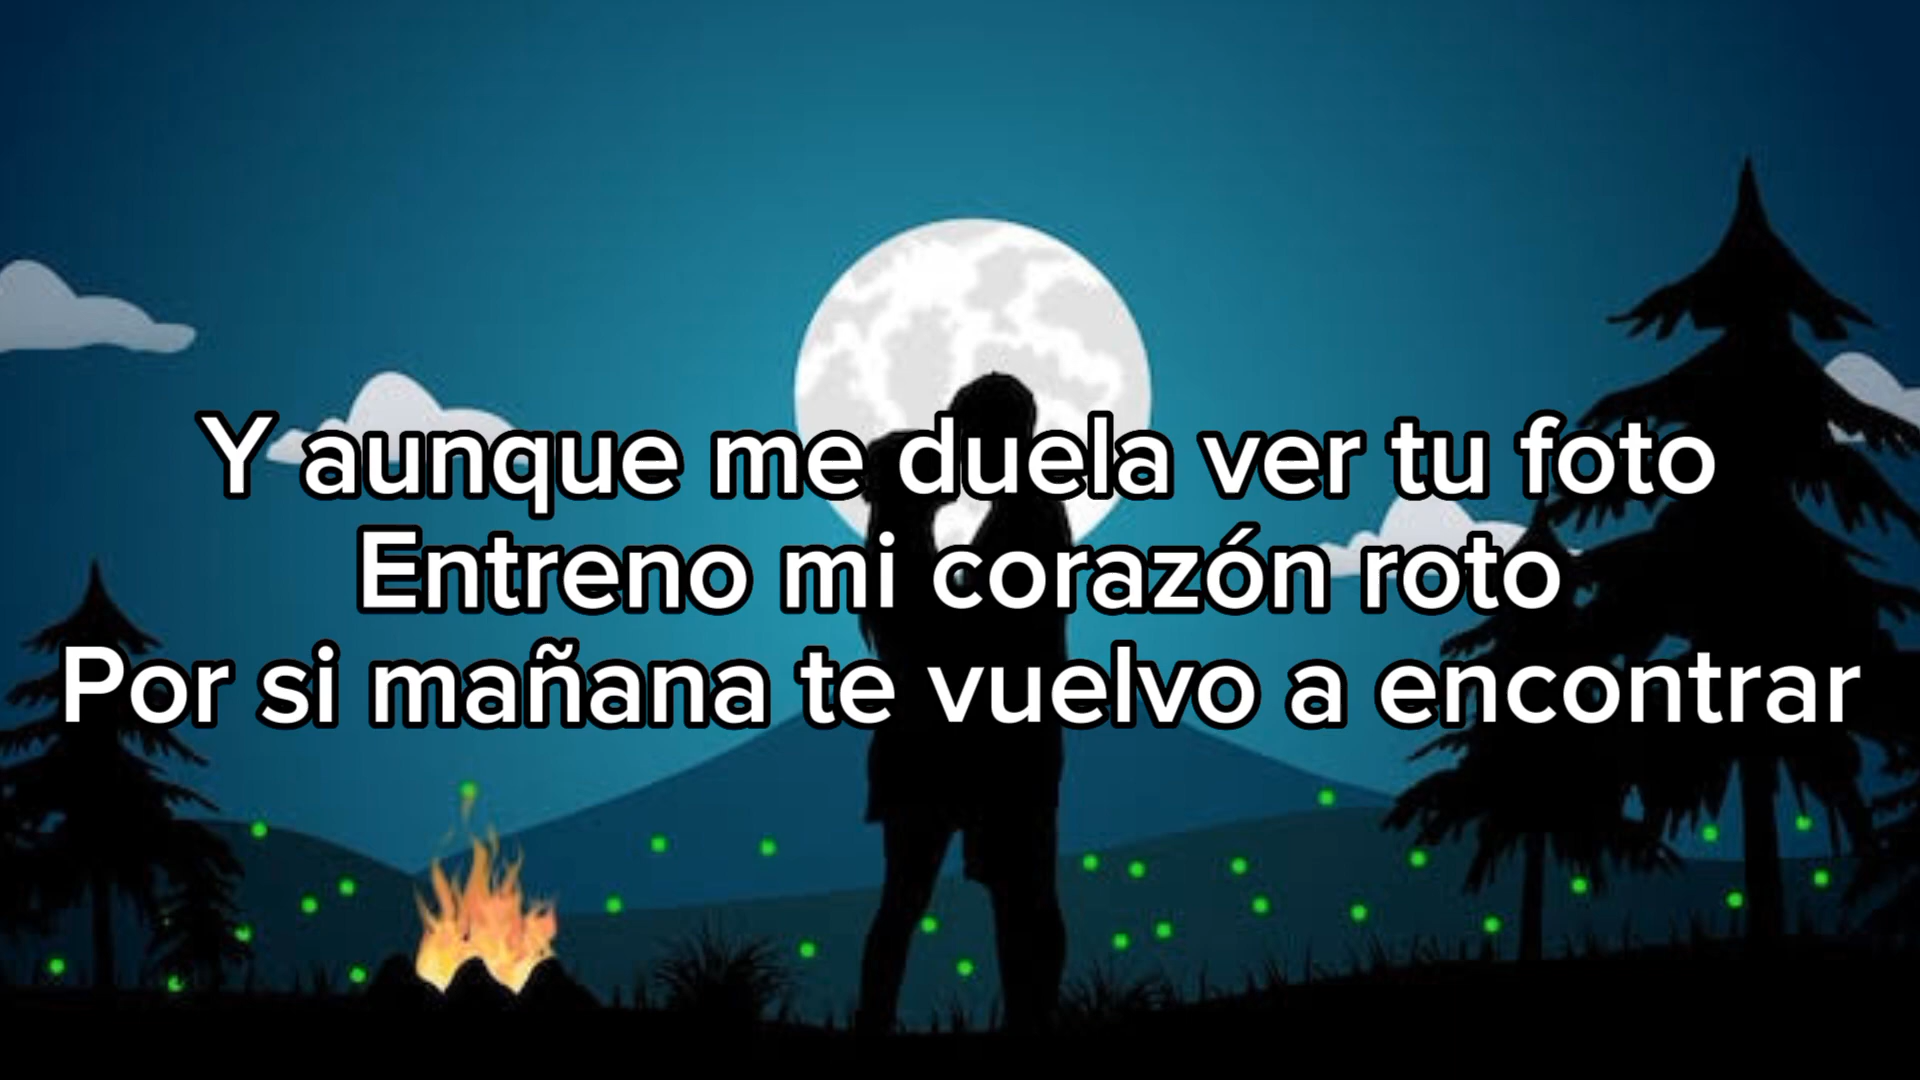 Y aunque me duela ver tu foto
Entreno mi corazón roto
Por si mañana te vuelvo a encontrar